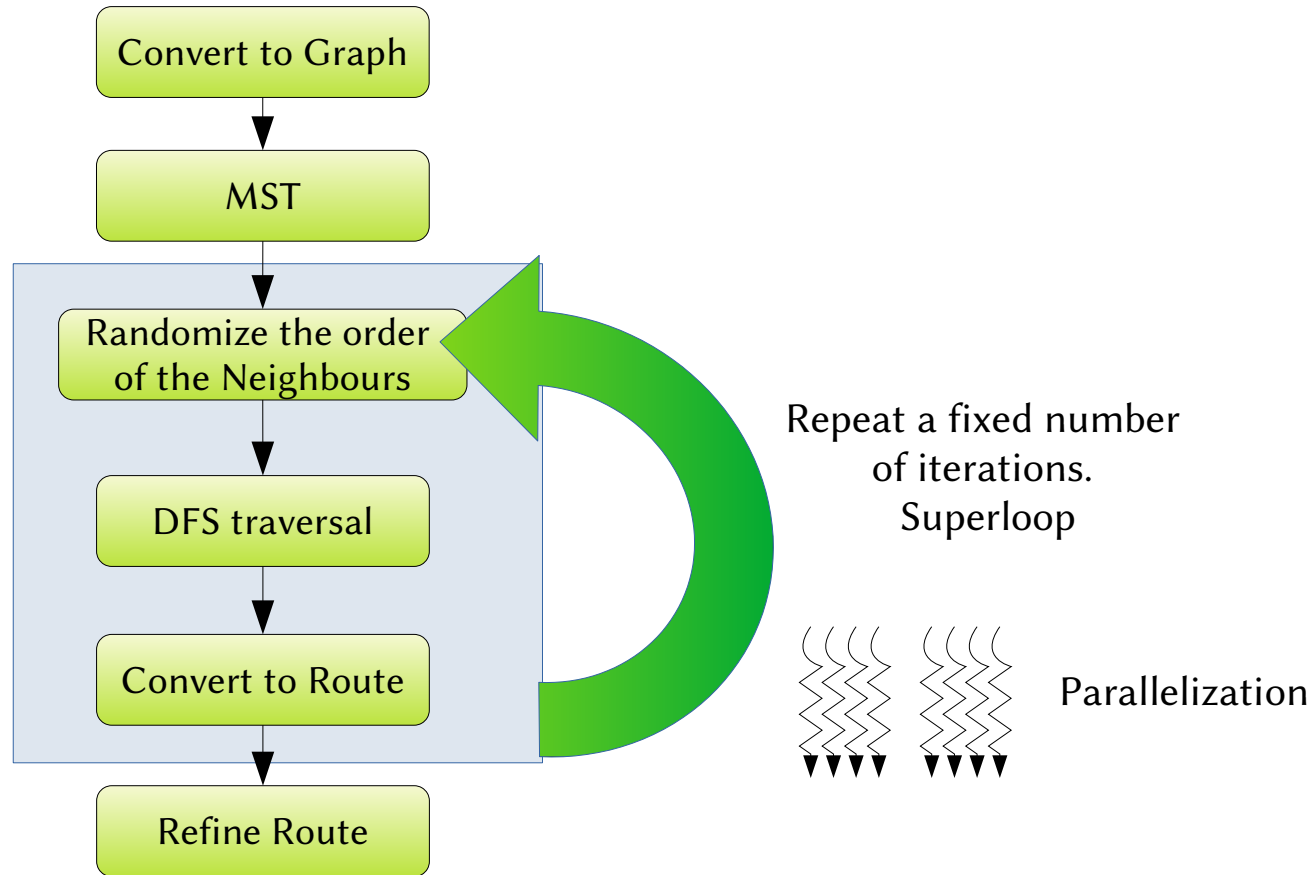 Convert to Graph
MST
Randomize the order
of the Neighbours
DFS traversal
Convert to Route
Refine Route
Repeat a fixed number
of iterations.
Superloop
Parallelization